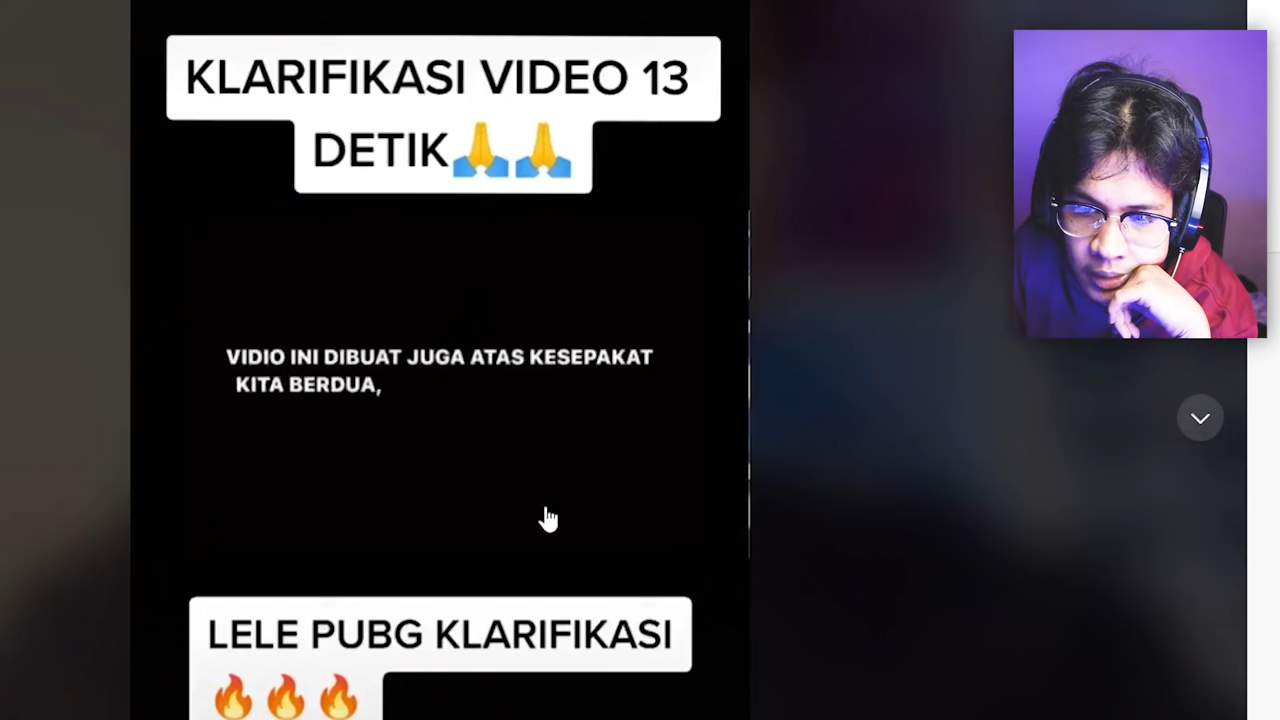 KLARIFIKASI VIDEO 13
DETIK🙏🙏
VIDIO INI DIBUAT JUGA ATAS KESEPAKAT
KITA BERDUA,
LELE PUBG KLARIFIKASI
🔥🔥🔥